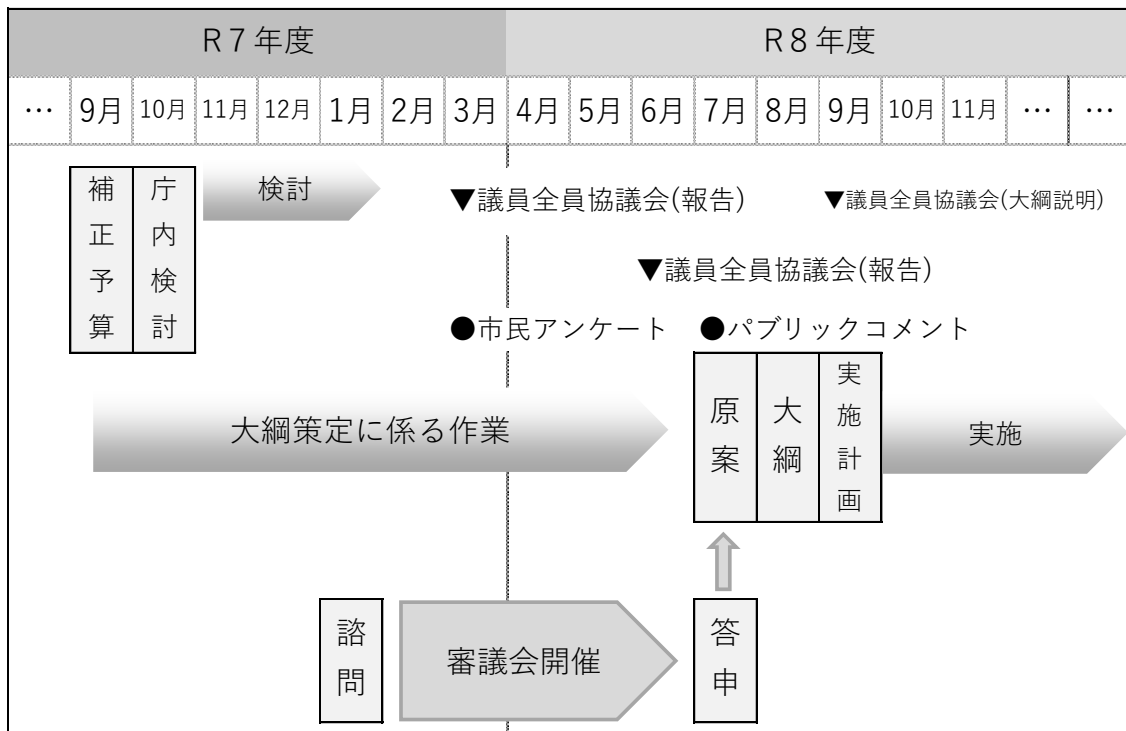 R7年度 R8年度
… 9月 10月 11月 12月 1月 2月 3月 4月 5月 6月 7月 8月 9月 10月 11月 … …
補正予算
庁内検討
検討
▼議員全員協議会(報告)
▼議員全員協議会(大綱説明)
▼議員全員協議会(報告)
●市民アンケート
●パブリックコメント
大綱策定に係る作業
原案
大綱
実施計画
実施
諮問
審議会開催
答申